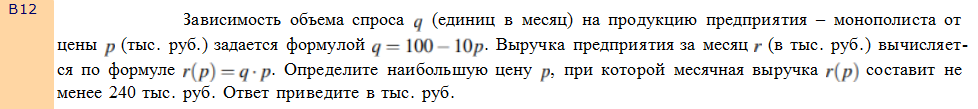 B12
Зависимость объема спроса q (единиц в месяц) на продукцию предприятия – монополиста от
цены p (тыс. руб.) задается формулой q = 100 − 10p. Выручка предприятия за месяц r (в тыс. руб.) вычисляет-
ся по формуле r(p) = q · p. Определите наибольшую цену p, при которой месячная выручка r(p) составит не
менее 240 тыс. руб. Ответ приведите в тыс. руб.